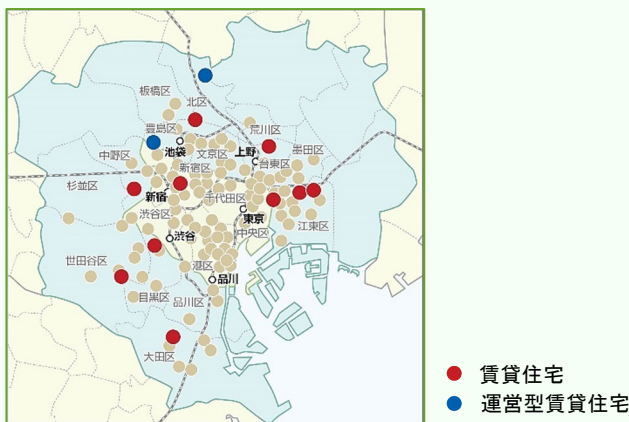 板橋区
北区
豊島区
荒川区
池袋
文京区
上野
墨田区
中野区
台東区
新宿区
杉並区
新宿
千代田区
渋谷区
東京
江東区
渋谷
中央区
世田谷区
港区
品川
目黒区
品川区
大田区
賃貸住宅
運営型賃貸住宅